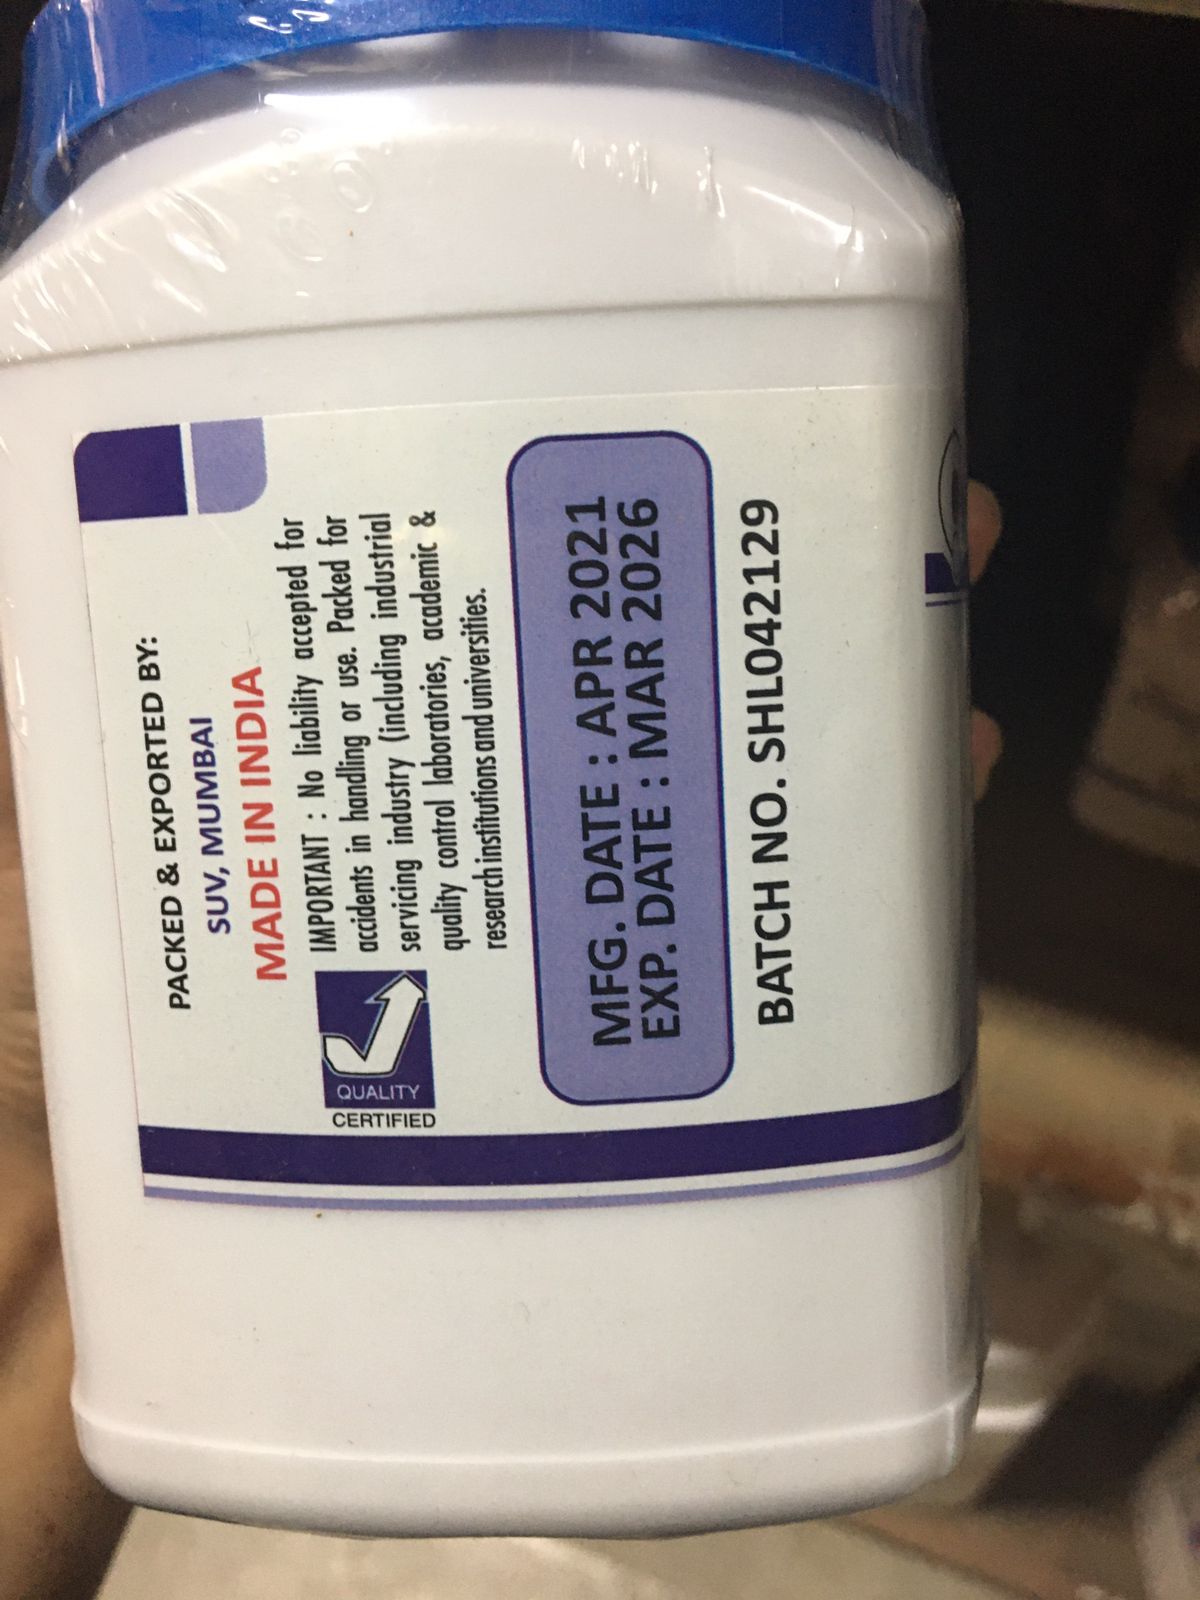 PACKED & EXPORTED BY:
SUV, MUMBAI
MADE IN INDIA
IMPORTANT : No liability accepted for
accidents in handling or use. Packed for
servicing industry (including industrial
quality control laboratories, academic &
research institutions and universities.
QUALITY
CERTIFIED
MFG. DATE : APR 2021
EXP. DATE : MAR 2026
BATCH NO. SHL042129